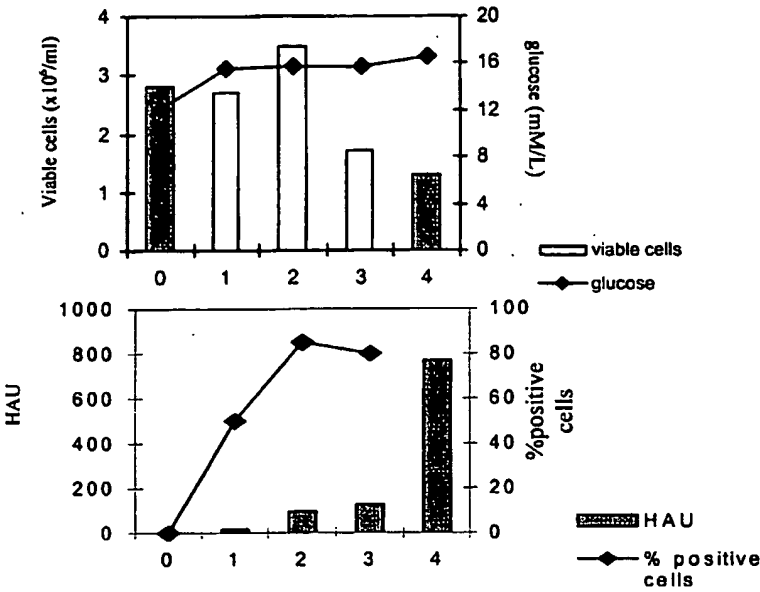 4
3
2
1
0
Viable cells (x10⁶/ml)
20
16
12
8
4
0
glucose (mM/L)
0 1 2 3 4
viable cells
glucose
1000
800
600
400
200
0
HAU
100
80
60
40
20
0
%positive
cells
0 1 2 3 4
HAU
% positive
cells